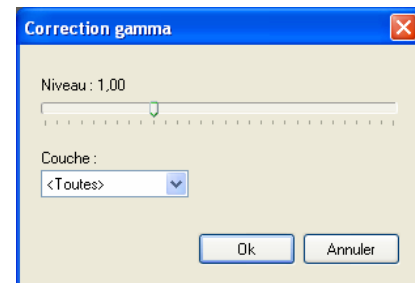 Correction gamma
Niveau : 1,00
Couche :
<Toutes>
Ok Annuler